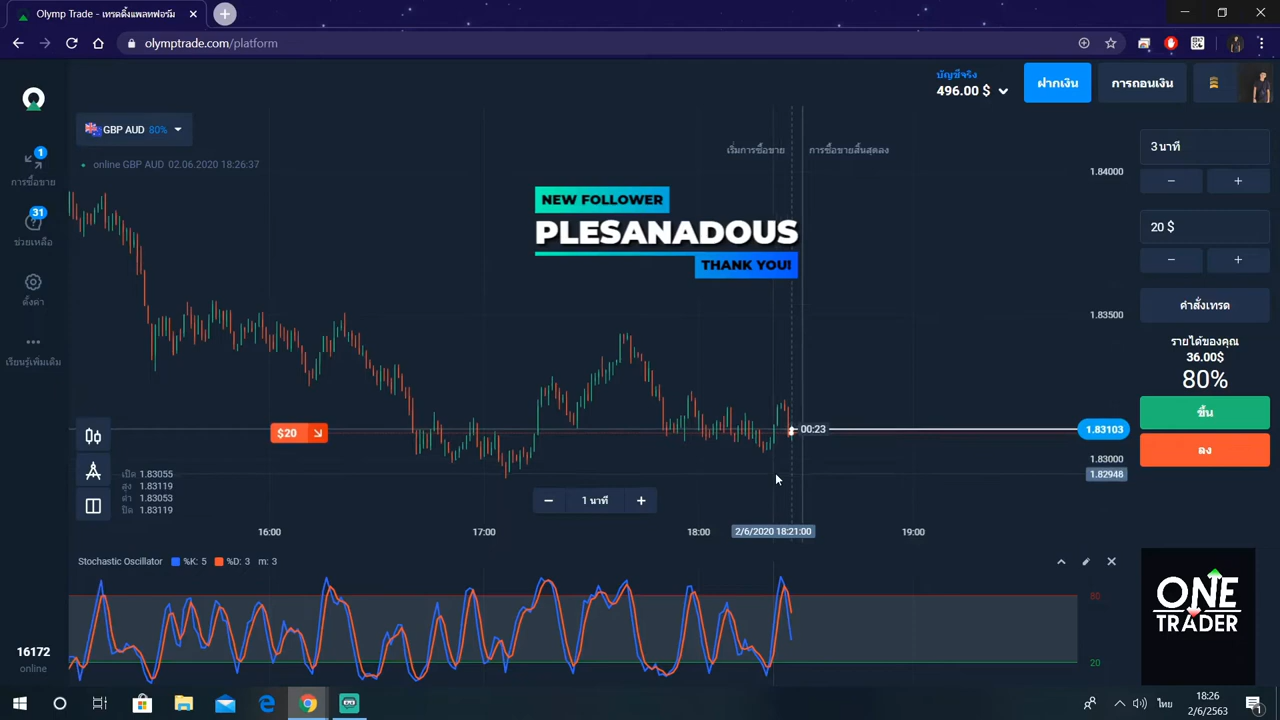 Olymp Trade - เทรดดิ้งแพลทฟอร์ม
olymptrade.com/platform
บัญชีจริง
496.00 $
ฝากเงิน
การถอนเงิน
GBP AUD 80%
online GBP AUD 02.06.2020 18:26:37
1
การซื้อขาย
31
ช่วยเหลือ
ตั้งค่า
เรียนรู้เพิ่มเติม
เริ่มการซื้อขาย
การซื้อขายสิ้นสุดลง
NEW FOLLOWER
PLESANADOUS
THANK YOU!
1.84000
1.83500
1.83103
1.83000
1.82948
$20
00:23
เปิด 1.83055
สูง 1.83119
ต่ำ 1.83053
ปิด 1.83119
− 1 นาที +
16:00
17:00
18:00
2/6/2020 18:21:00
19:00
Stochastic Oscillator %K: 5 %D: 3 m: 3
80
20
3 นาที
− +
20 $
− +
คำสั่งเทรด
รายได้ของคุณ
36.00$
80%
ขึ้น
ลง
ONE
TRADER
16172
online
ไทย
18:26
2/6/2563
1